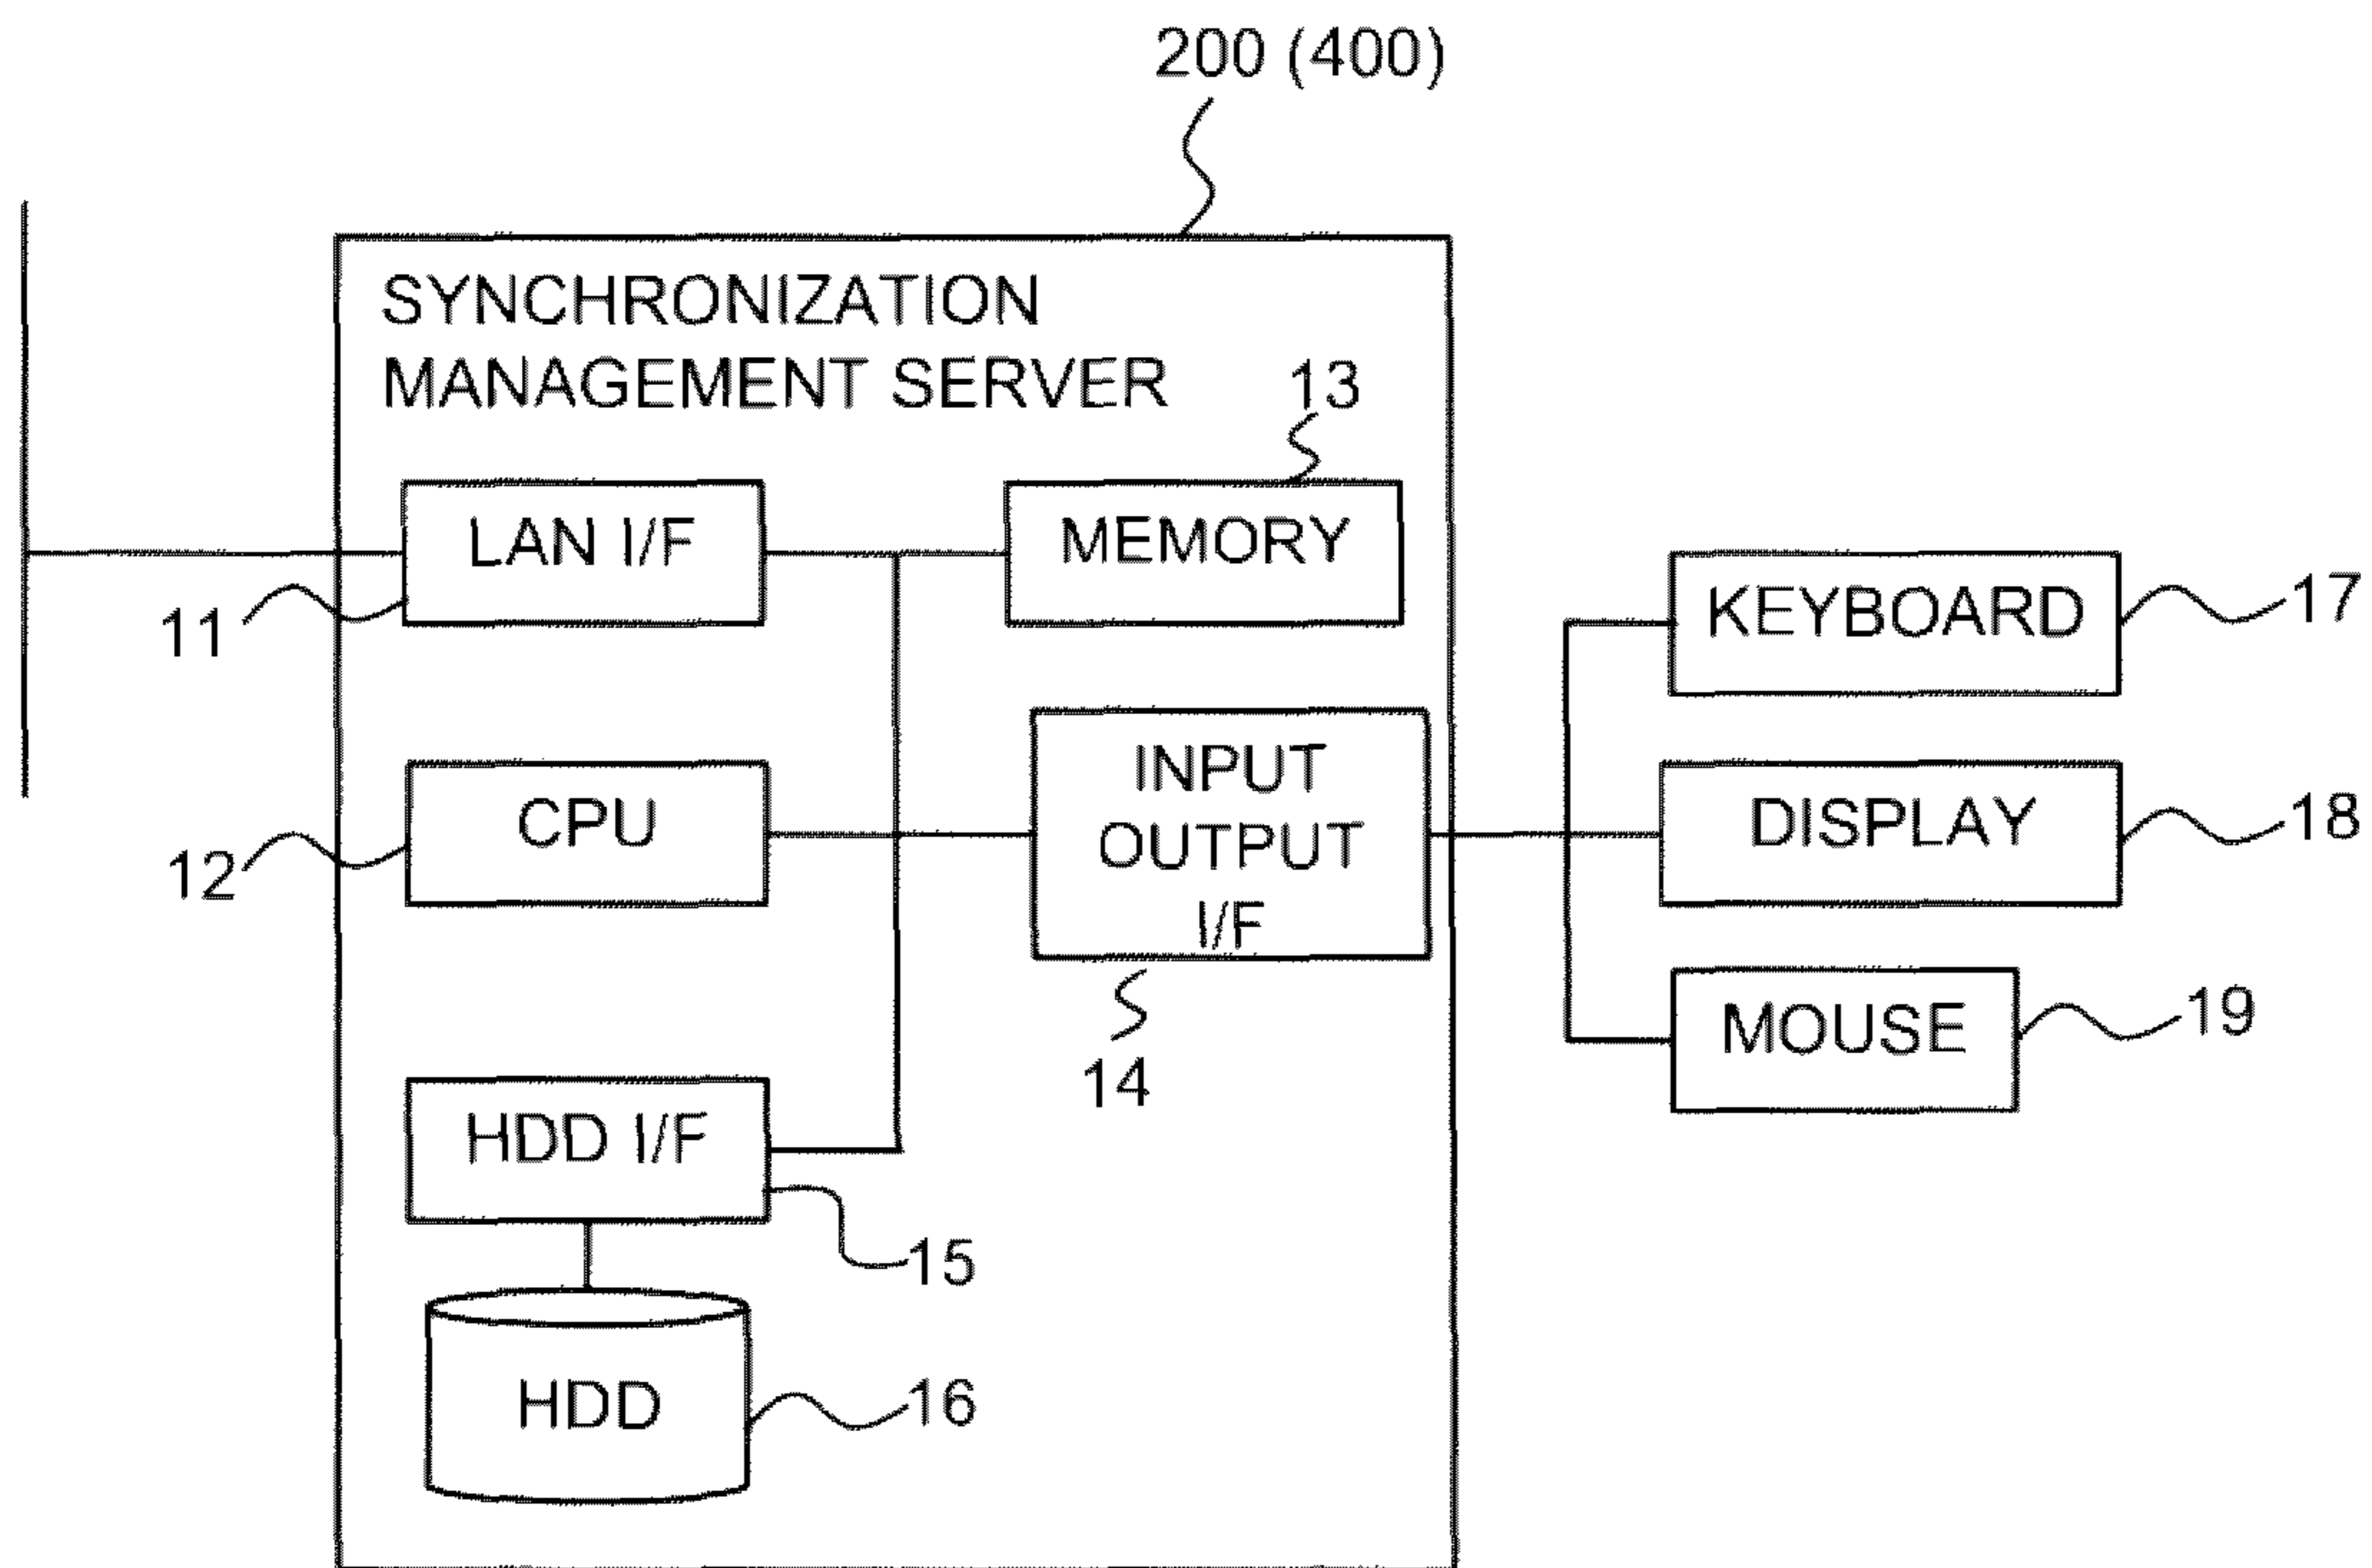 200 (400)
SYNCHRONIZATION
MANAGEMENT SERVER
13
LAN I/F
MEMORY
11
KEYBOARD
17
INPUT
OUTPUT
I/F
CPU
12
DISPLAY
18
14
MOUSE
19
HDD I/F
15
HDD
16